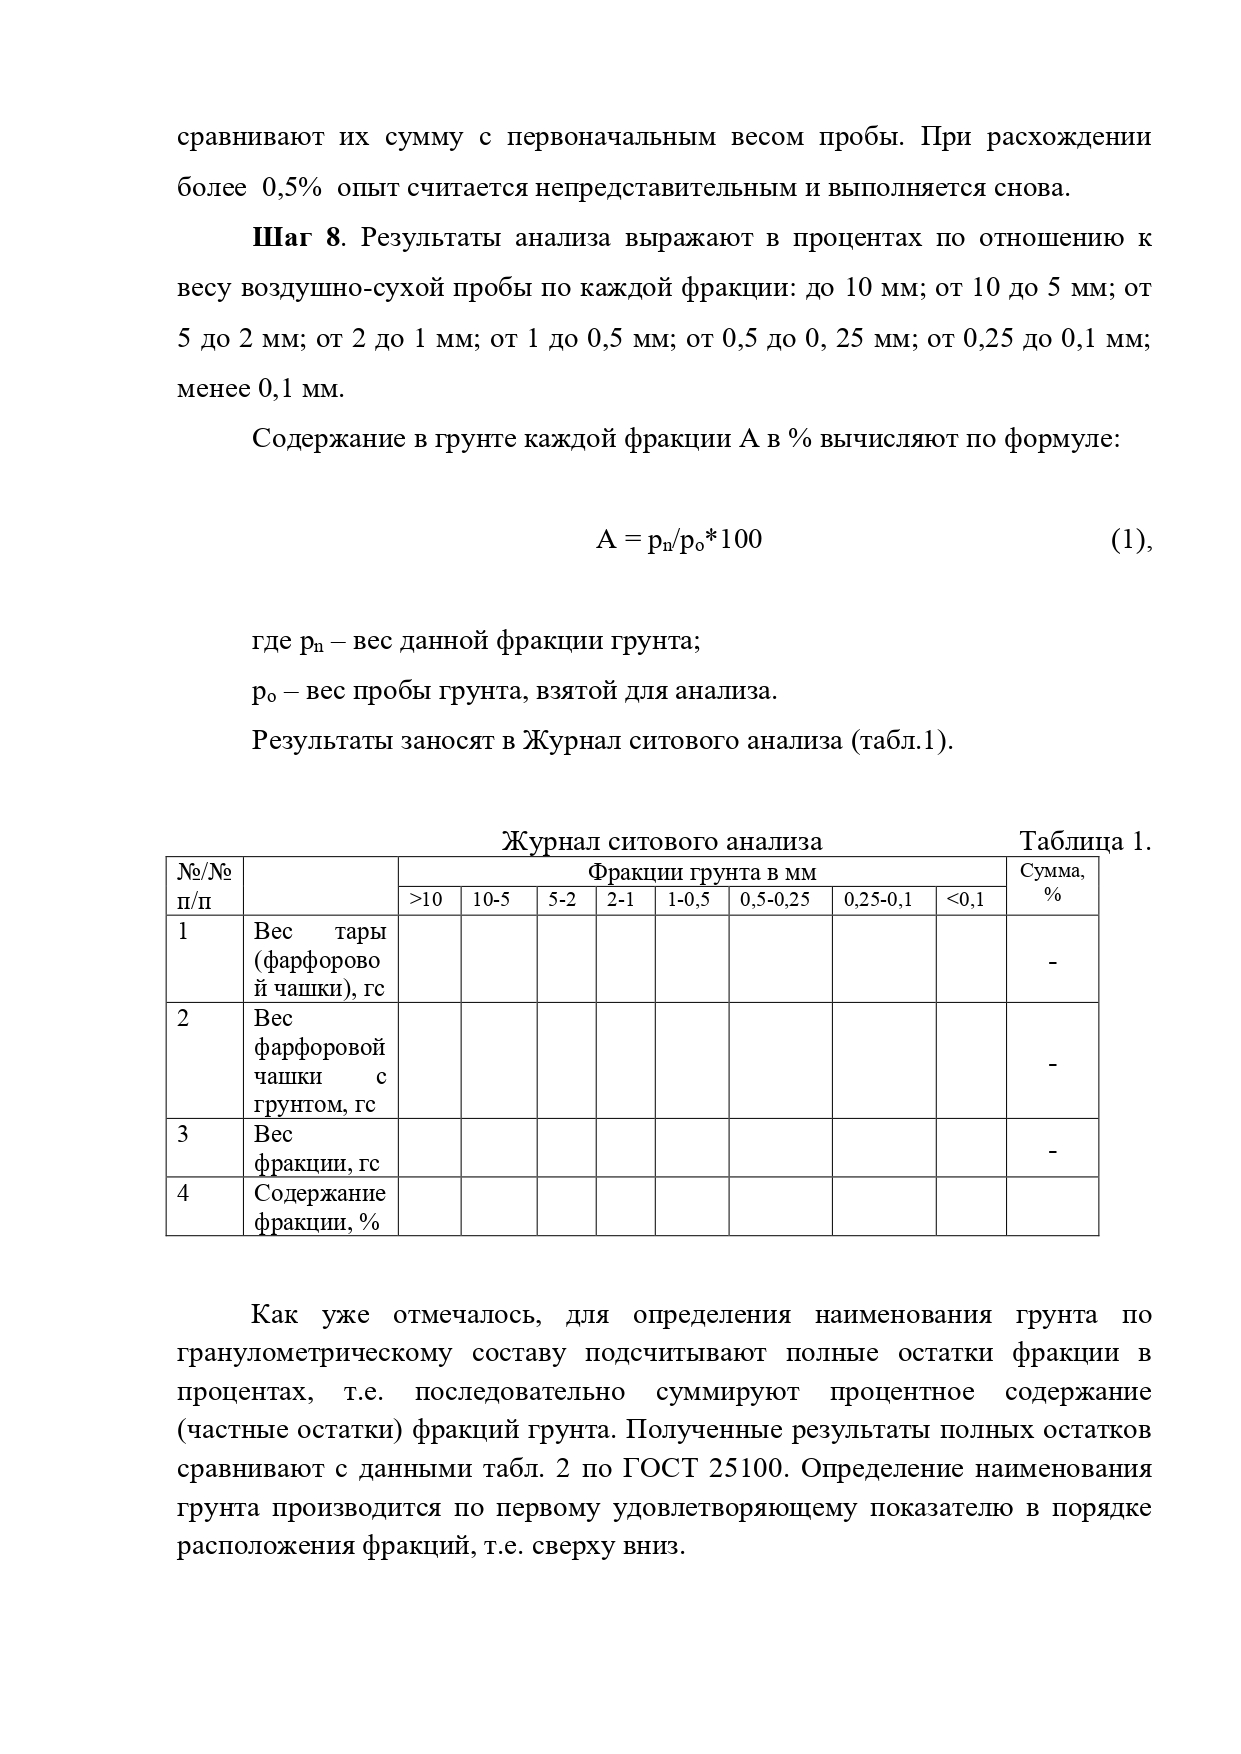 сравнивают их сумму с первоначальным весом пробы. При расхождении
более 0,5% опыт считается непредставительным и выполняется снова.
Шаг 8. Результаты анализа выражают в процентах по отношению к
весу воздушно-сухой пробы по каждой фракции: до 10 мм; от 10 до 5 мм; от
5 до 2 мм; от 2 до 1 мм; от 1 до 0,5 мм; от 0,5 до 0, 25 мм; от 0,25 до 0,1 мм;
менее 0,1 мм.
Содержание в грунте каждой фракции А в % вычисляют по формуле:
А = pn/po*100 (1),
где pn – вес данной фракции грунта;
po – вес пробы грунта, взятой для анализа.
Результаты заносят в Журнал ситового анализа (табл.1).
Журнал ситового анализа Таблица 1.
№/№ Фракции грунта в мм Сумма,
п/п >10 10-5 5-2 2-1 1-0,5 0,5-0,25 0,25-0,1 <0,1 %
1 Вес тары
(фарфорово
й чашки), гс -
2 Вес
фарфоровой
чашки с
грунтом, гс -
3 Вес
фракции, гс -
4 Содержание
фракции, %
Как уже отмечалось, для определения наименования грунта по
гранулометрическому составу подсчитывают полные остатки фракции в
процентах, т.е. последовательно суммируют процентное содержание
(частные остатки) фракций грунта. Полученные результаты полных остатков
сравнивают с данными табл. 2 по ГОСТ 25100. Определение наименования
грунта производится по первому удовлетворяющему показателю в порядке
расположения фракций, т.е. сверху вниз.